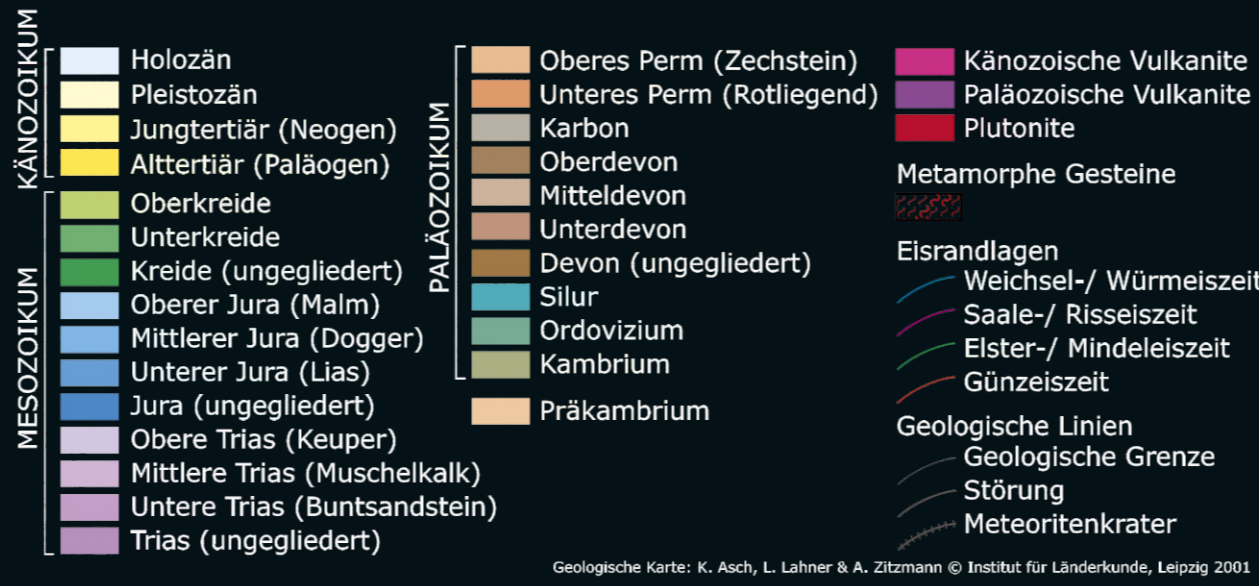 KÄNOZOIKUM
Holozän
Pleistozän
Jungtertiär (Neogen)
Alttertiär (Paläogen)
MESOZOIKUM
Oberkreide
Unterkreide
Kreide (ungegliedert)
Oberer Jura (Malm)
Mittlerer Jura (Dogger)
Unterer Jura (Lias)
Jura (ungegliedert)
Obere Trias (Keuper)
Mittlere Trias (Muschelkalk)
Untere Trias (Buntsandstein)
Trias (ungegliedert)
PALÄOZOIKUM
Oberes Perm (Zechstein)
Unteres Perm (Rotliegend)
Karbon
Oberdevon
Mitteldevon
Unterdevon
Devon (ungegliedert)
Silur
Ordovizium
Kambrium
Präkambrium
Känozoische Vulkanite
Paläozoische Vulkanite
Plutonite
Metamorphe Gesteine
Eisrandlagen
Weichsel-/ Würmeiszeit
Saale-/ Risseiszeit
Elster-/ Mindeleiszeit
Günzeiszeit
Geologische Linien
Geologische Grenze
Störung
Meteoritenkrater
Geologische Karte: K. Asch, L. Lahner & A. Zitzmann © Institut für Länderkunde, Leipzig 2001